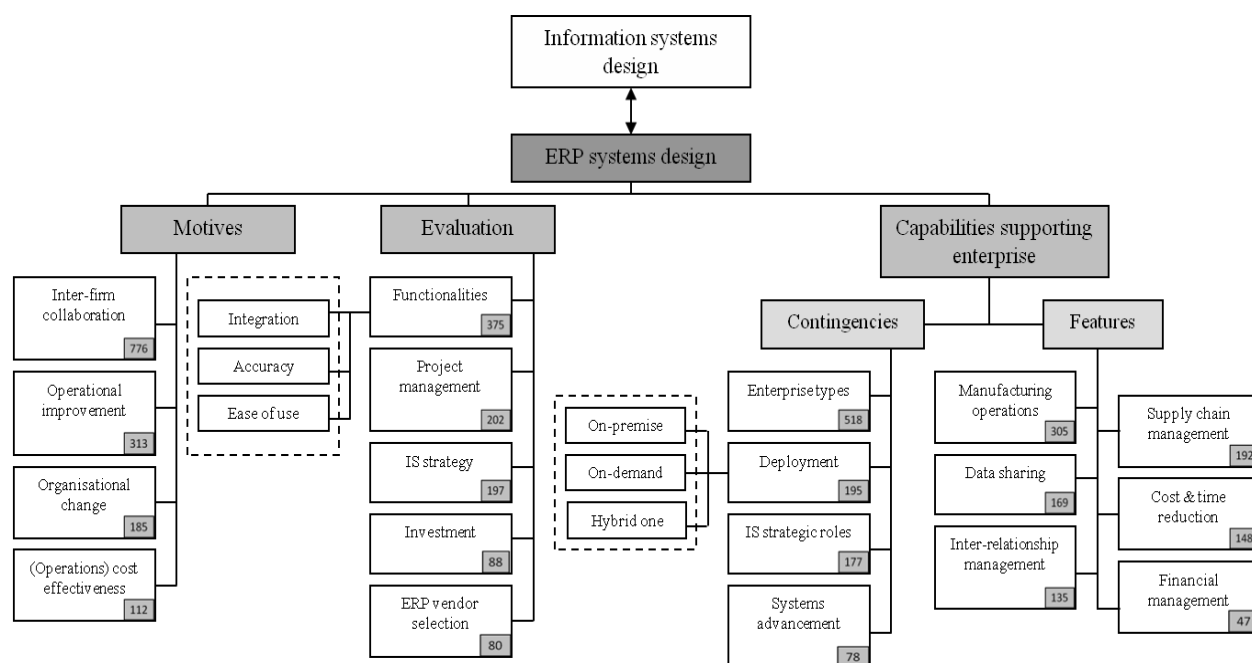 Information systems
design
ERP systems design
Motives
Evaluation
Capabilities supporting
enterprise
Inter-firm
collaboration
776
Operational
improvement
313
Organisational
change
185
(Operations) cost
effectiveness
112
Integration
Accuracy
Ease of use
Functionalities
375
Project
management
202
IS strategy
197
Investment
88
ERP vendor
selection
80
Contingencies
Features
On-premise
On-demand
Hybrid one
Enterprise types
518
Deployment
195
IS strategic roles
177
Systems
advancement
78
Manufacturing
operations
305
Data sharing
169
Inter-relationship
management
135
Supply chain
management
192
Cost & time
reduction
148
Financial
management
47